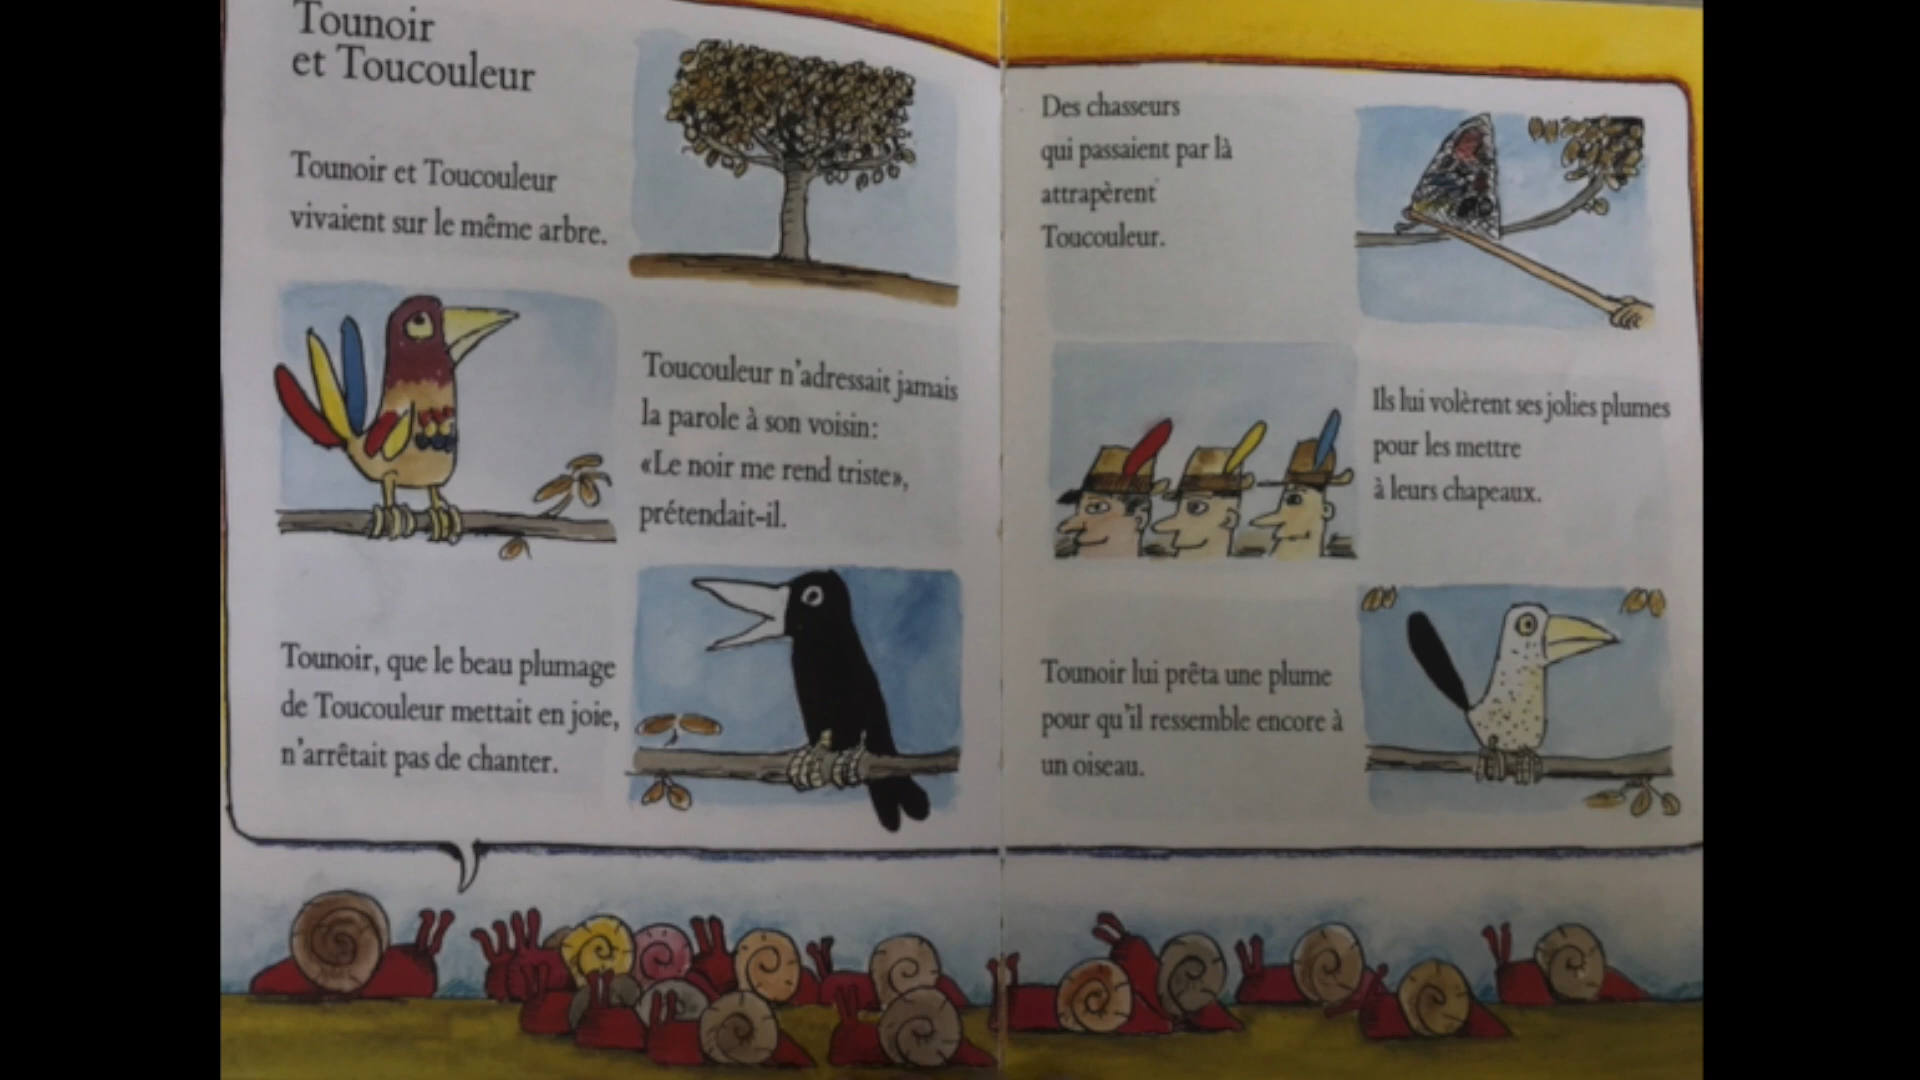 Tounoir
et Toucouleur
Tounoir et Toucouleur
vivaient sur le même arbre.
Toucouleur n'adressait jamais
la parole à son voisin:
«Le noir me rend triste»,
prétendait-il.
Tounoir, que le beau plumage
de Toucouleur mettait en joie,
n'arrêtait pas de chanter.
Des chasseurs
qui passaient par là
attrapèrent
Toucouleur.
Ils lui volèrent ses jolies plumes
pour les mettre
à leurs chapeaux.
Tounoir lui prêta une plume
pour qu'il ressemble encore à
un oiseau.